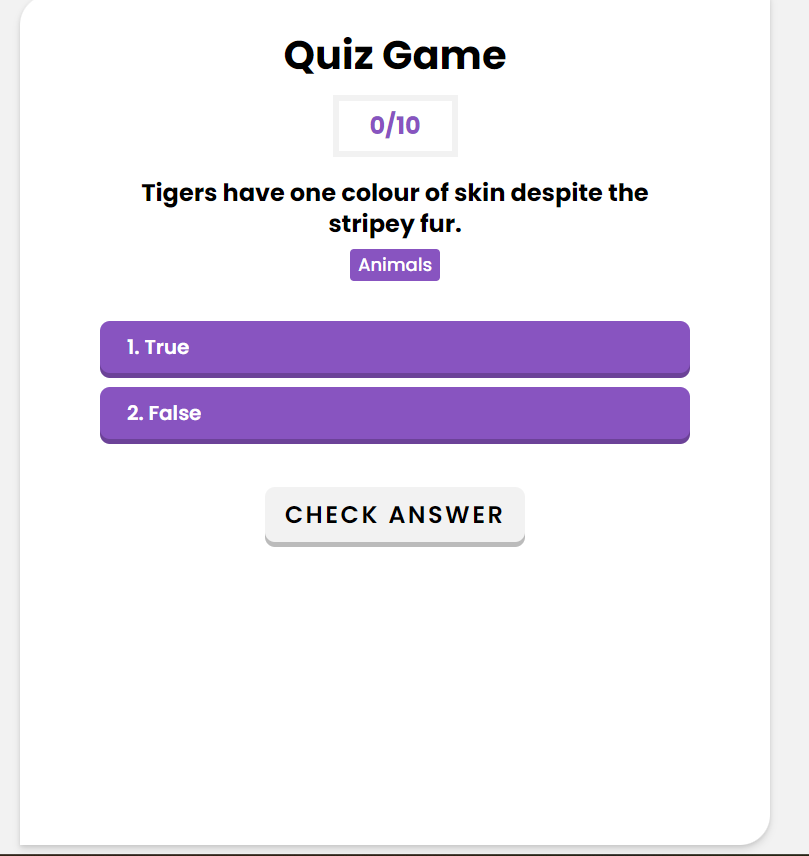 Quiz Game
0/10
Tigers have one colour of skin despite the
stripey fur.
Animals
1. True
2. False
CHECK ANSWER